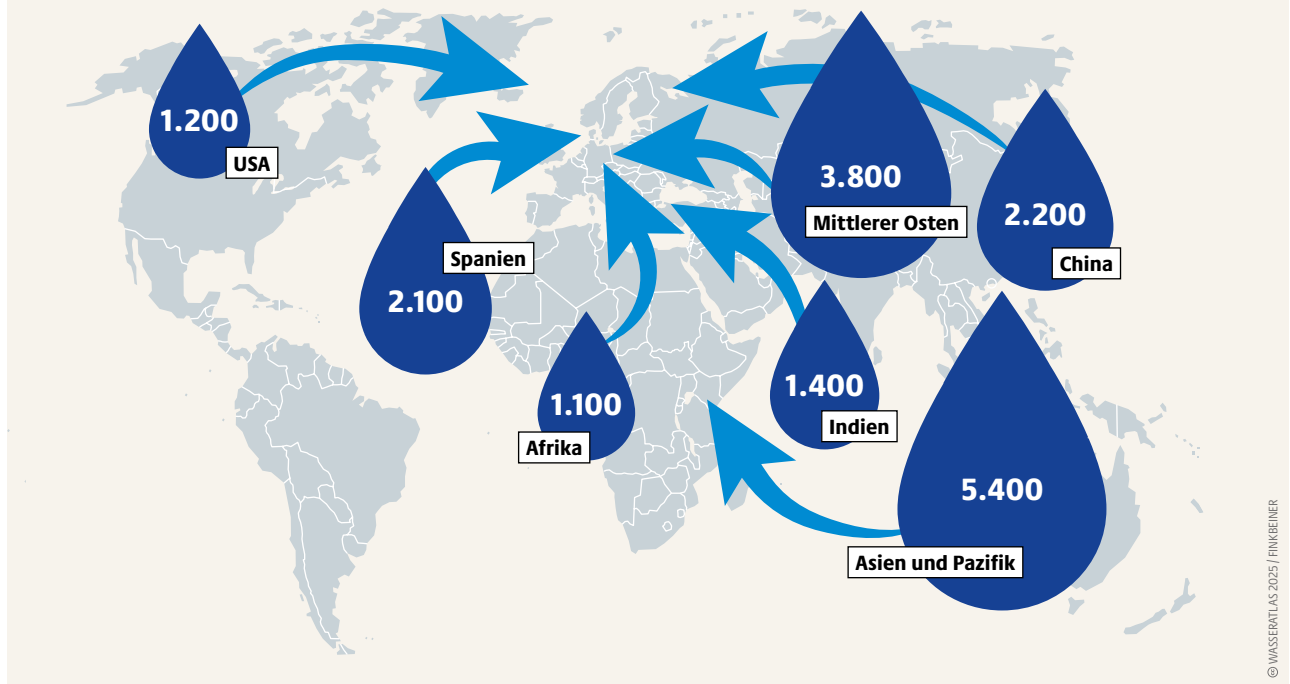 1.200
USA
2.100
Spanien
1.100
Afrika
3.800
Mittlerer Osten
2.200
China
1.400
Indien
5.400
Asien und Pazifik
© WASSERATLAS 2025 / FINKBEINER